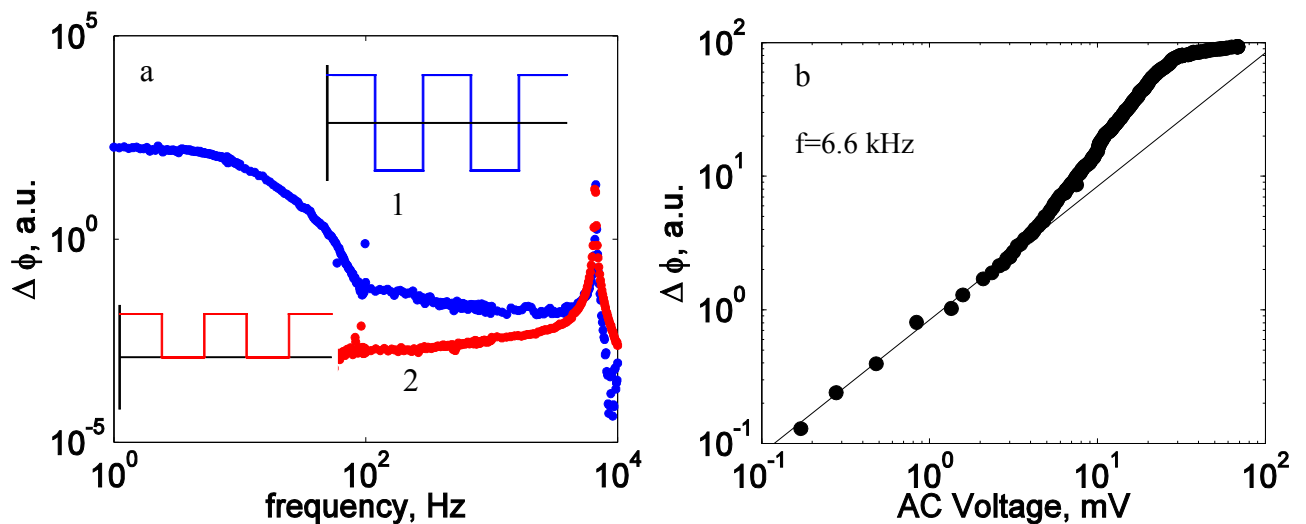 a
10^5
10^0
10^-5
Δ ϕ, a.u.
1
2
10^0
10^2
10^4
frequency, Hz
b
f=6.6 kHz
10^2
10^1
10^0
10^-1
Δ ϕ, a.u.
10^-1
10^0
10^1
10^2
AC Voltage, mV